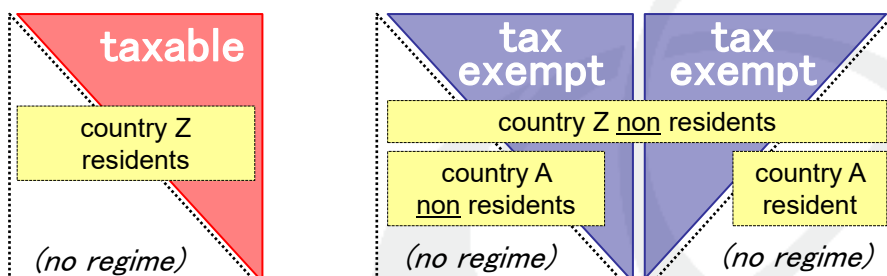 taxable
country Z
residents
(no regime)
tax
exempt
tax
exempt
country Z non residents
country A
non residents
country A
resident
(no regime)
(no regime)